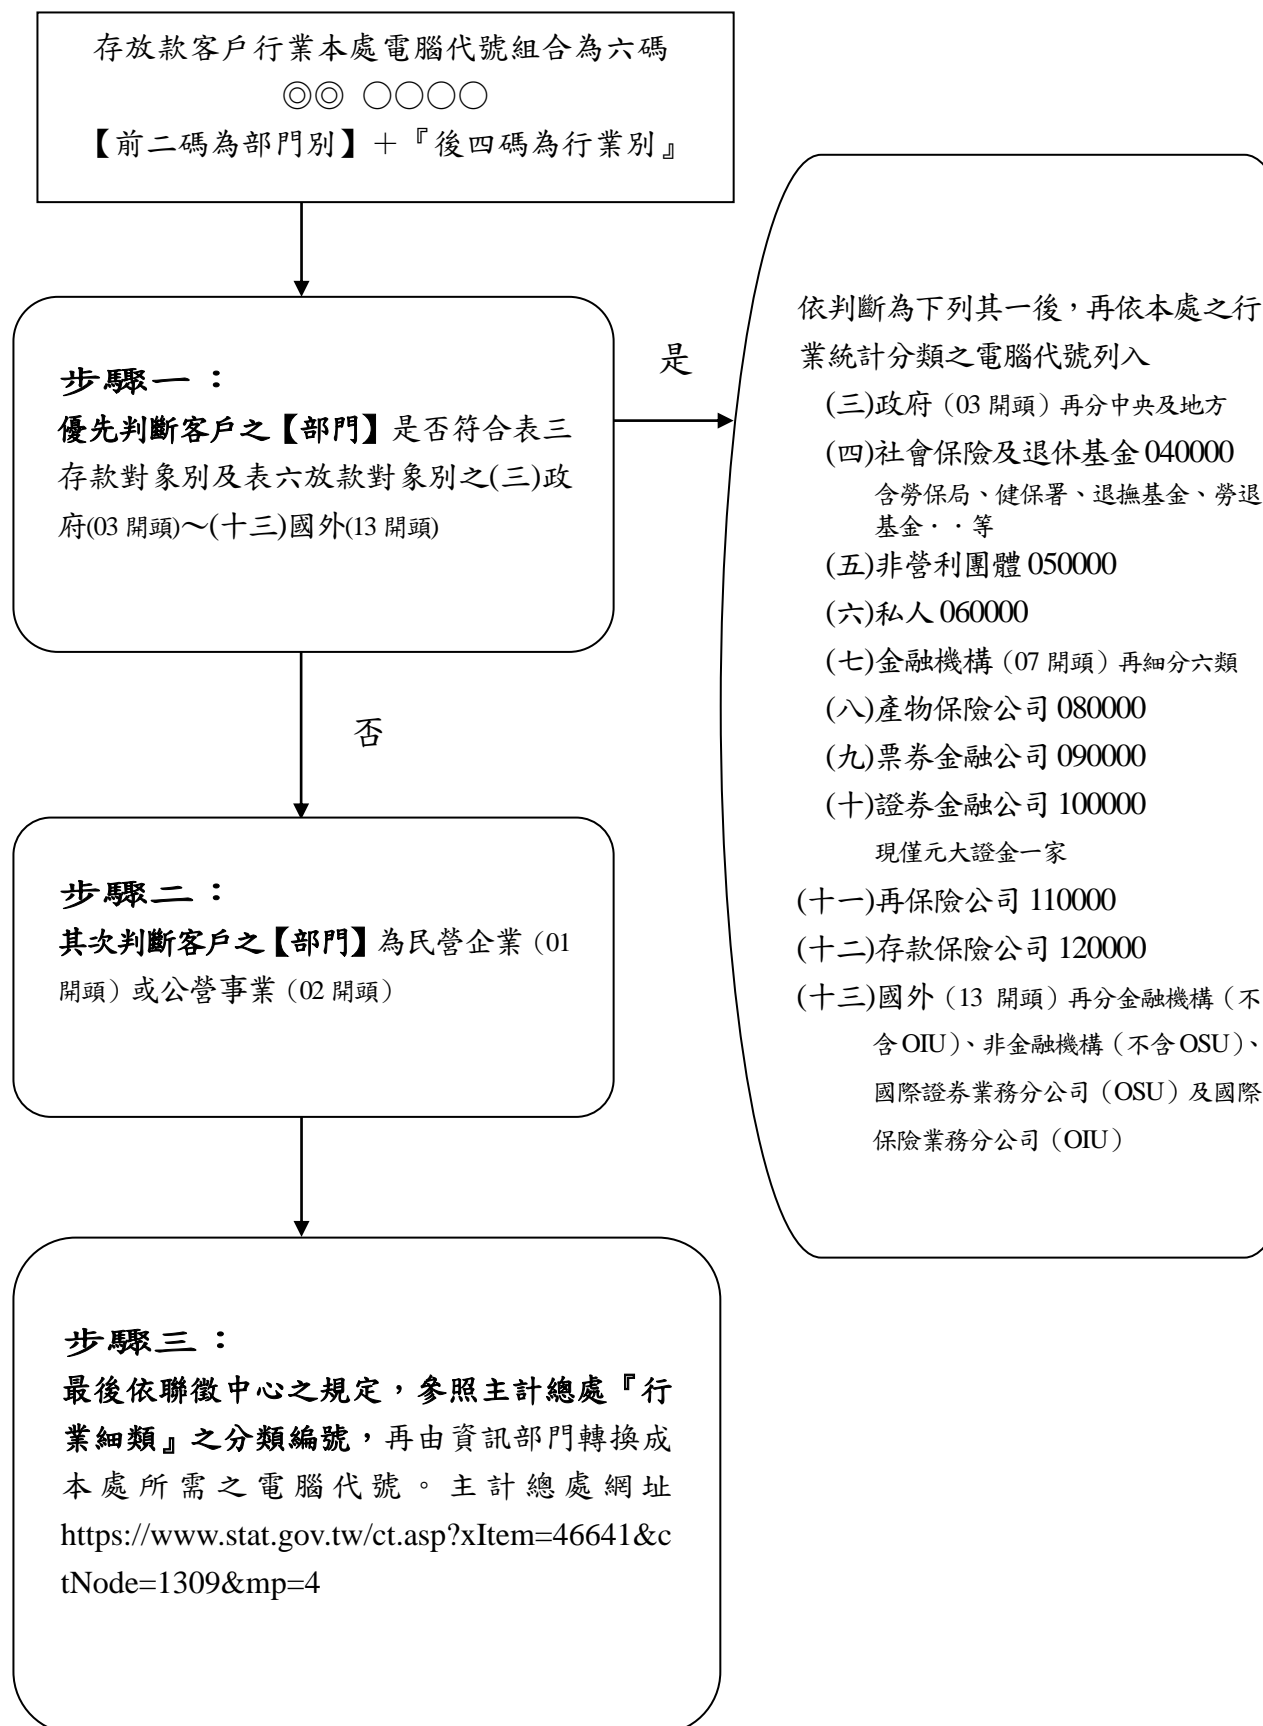 存放款客戶行業本處電腦代號組合為六碼
◎◎ ○○○○
【前二碼為部門別】＋『後四碼為行業別』
步驟一：
優先判斷客戶之【部門】是否符合表三
存款對象別及表六放款對象別之(三)政
府(03 開頭)～(十三)國外(13 開頭)
是
否
步驟二：
其次判斷客戶之【部門】為民營企業（01
開頭）或公營事業（02 開頭）
步驟三：
最後依聯徵中心之規定，參照主計總處『行
業細類』之分類編號，再由資訊部門轉換成
本處所需之電腦代號。主計總處網址
https://www.stat.gov.tw/ct.asp?xItem=46641&c
tNode=1309&mp=4
依判斷為下列其一後，再依本處之行
業統計分類之電腦代號列入
(三)政府（03 開頭）再分中央及地方
(四)社會保險及退休基金 040000
含勞保局、健保署、退撫基金、勞退
基金‧‧等
(五)非營利團體 050000
(六)私人 060000
(七)金融機構（07 開頭）再細分六類
(八)產物保險公司 080000
(九)票券金融公司 090000
(十)證券金融公司 100000
現僅元大證金一家
(十一)再保險公司 110000
(十二)存款保險公司 120000
(十三)國外（13 開頭）再分金融機構（不
含 OIU）、非金融機構（不含 OSU）、
國際證券業務分公司（OSU）及國際
保險業務分公司（OIU）